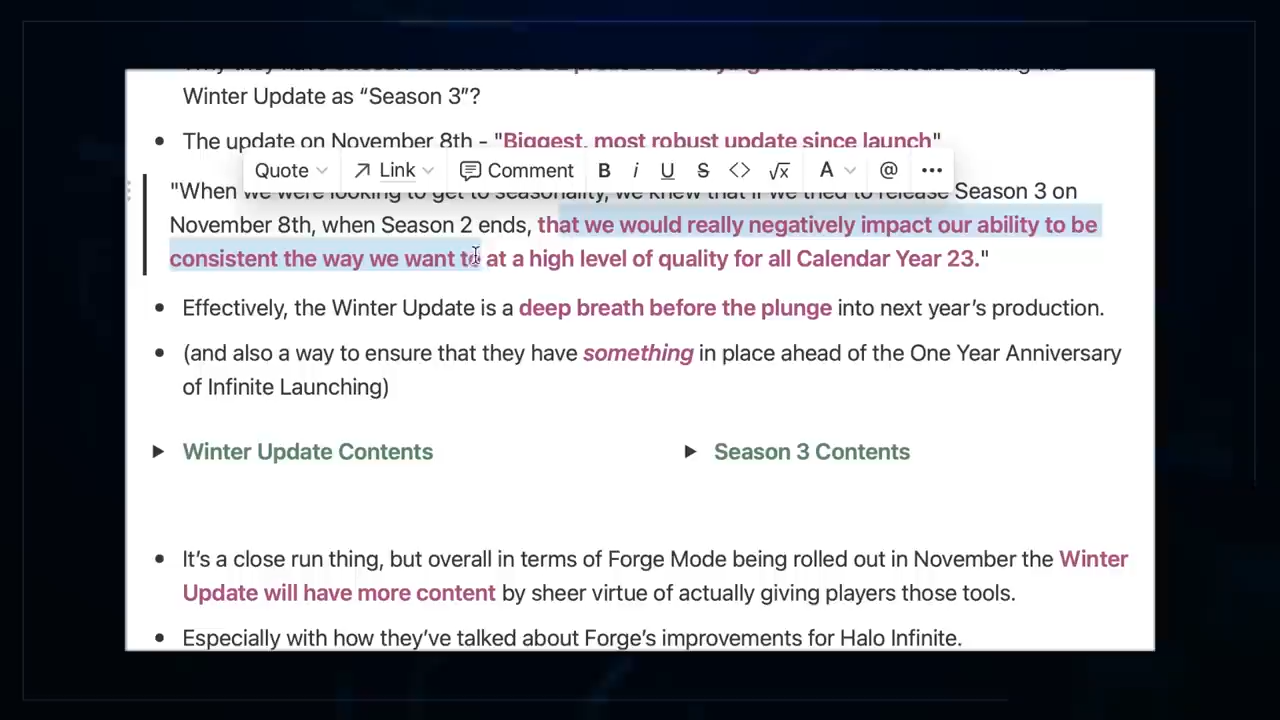 Winter Update as “Season 3”?
• The update on November 8th - "Biggest, most robust update since launch"
Quote Link Comment B i U S <> √x A @ •••
"When we were looking to get to seasonality, we knew that if we tried to release Season 3 on
November 8th, when Season 2 ends, that we would really negatively impact our ability to be
consistent the way we want to at a high level of quality for all Calendar Year 23."
• Effectively, the Winter Update is a deep breath before the plunge into next year’s production.
• (and also a way to ensure that they have something in place ahead of the One Year Anniversary
of Infinite Launching)
Winter Update Contents
Season 3 Contents
• It’s a close run thing, but overall in terms of Forge Mode being rolled out in November the Winter
Update will have more content by sheer virtue of actually giving players those tools.
• Especially with how they’ve talked about Forge’s improvements for Halo Infinite.